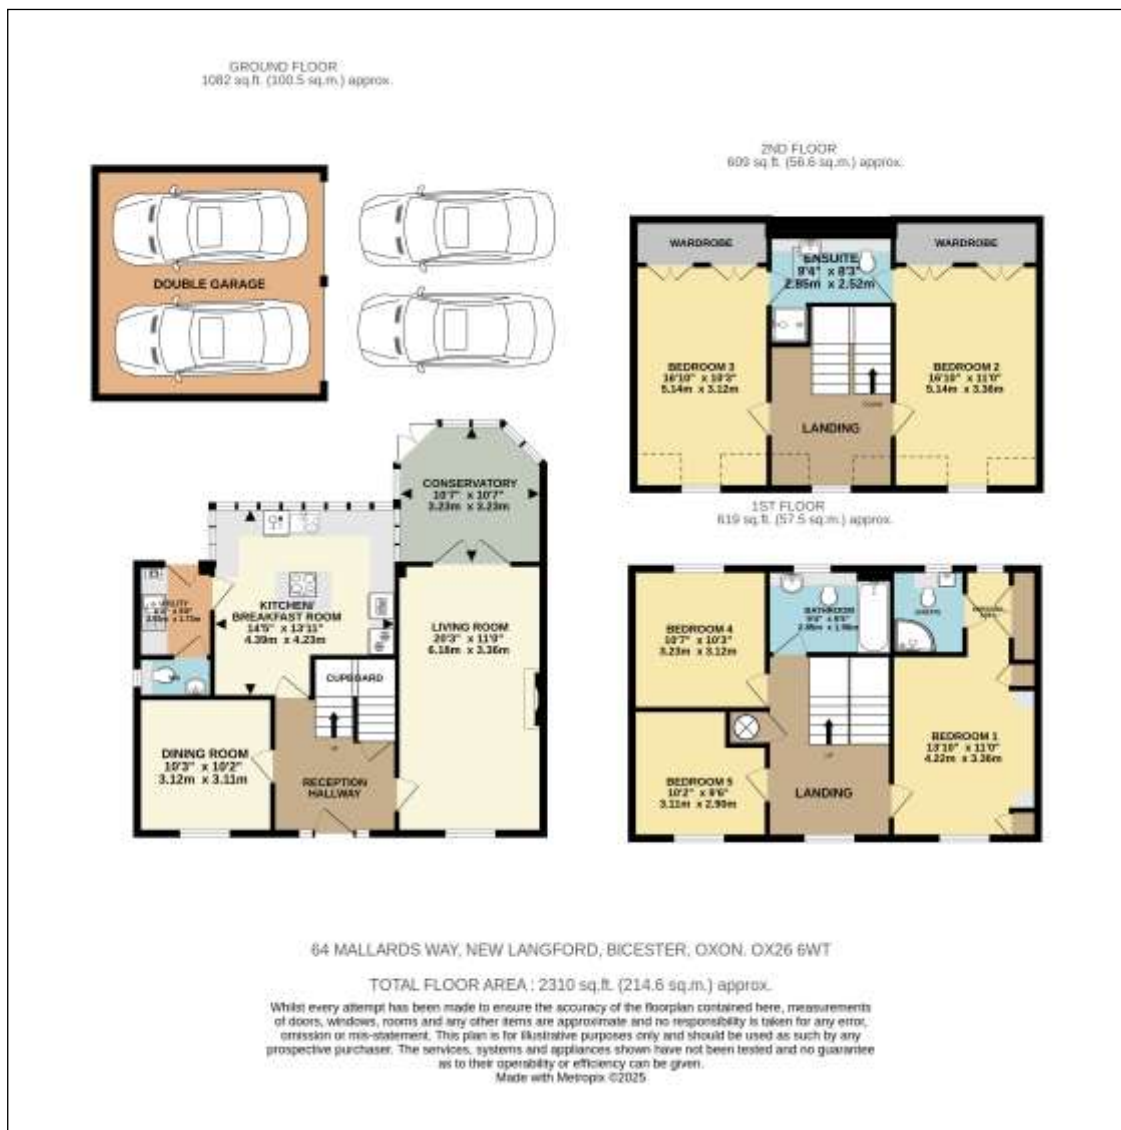 GROUND FLOOR
1082 sq.ft. (100.5 sq.m.) approx.
DOUBLE GARAGE
CONSERVATORY
10'7" x 10'7"
3.23m x 3.23m
UTILITY
KITCHEN/
BREAKFAST ROOM
14'5" x 13'11"
4.39m x 4.23m
LIVING ROOM
20'3" x 11'0"
6.18m x 3.36m
CUPBOARD
WC
DINING ROOM
10'3" x 10'2"
3.12m x 3.11m
UP
RECEPTION
HALLWAY
2ND FLOOR
609 sq.ft. (56.6 sq.m.) approx.
WARDROBE
WARDROBE
ENSUITE
9'4" x 8'3"
2.85m x 2.52m
BEDROOM 3
16'10" x 10'3"
5.14m x 3.12m
BEDROOM 2
16'10" x 11'0"
5.14m x 3.36m
DOWN
LANDING
1ST FLOOR
619 sq.ft. (57.5 sq.m.) approx.
BATHROOM
ENSUITE
BEDROOM 4
10'7" x 10'3"
3.23m x 3.12m
BEDROOM 1
13'10" x 11'0"
4.22m x 3.36m
UP
BEDROOM 5
10'2" x 9'6"
3.11m x 2.90m
LANDING
64 MALLARDS WAY, NEW LANGFORD, BICESTER, OXON. OX26 6WT
TOTAL FLOOR AREA : 2310 sq.ft. (214.6 sq.m.) approx.
Whilst every attempt has been made to ensure the accuracy of the floorplan contained here, measurements
of doors, windows, rooms and any other items are approximate and no responsibility is taken for any error,
omission or mis-statement. This plan is for illustrative purposes only and should be used as such by any
prospective purchaser. The services, systems and appliances shown have not been tested and no guarantee
as to their operability or efficiency can be given.
Made with Metropix ©2025